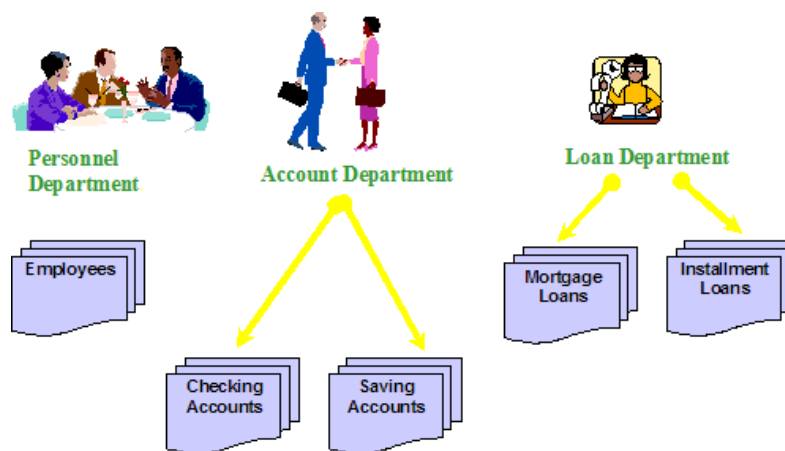 Personnel
Department
Account Department
Loan Department
Employees
Mortgage
Loans
Installment
Loans
Checking
Accounts
Saving
Accounts